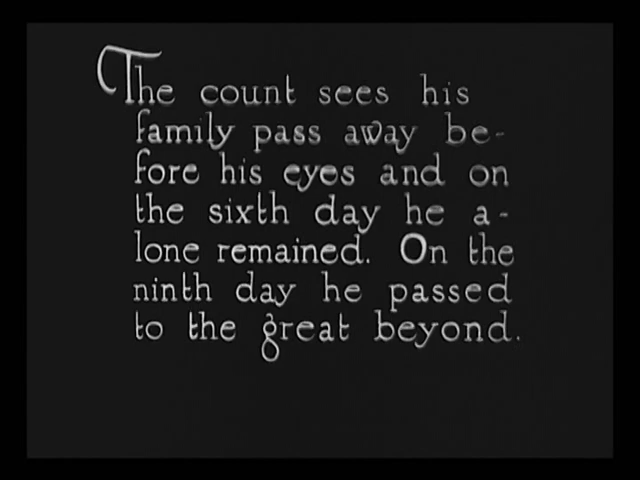 The count sees his
family pass away be-
fore his eyes and on
the sixth day he a-
lone remained. On the
ninth day he passed
to the great beyond.